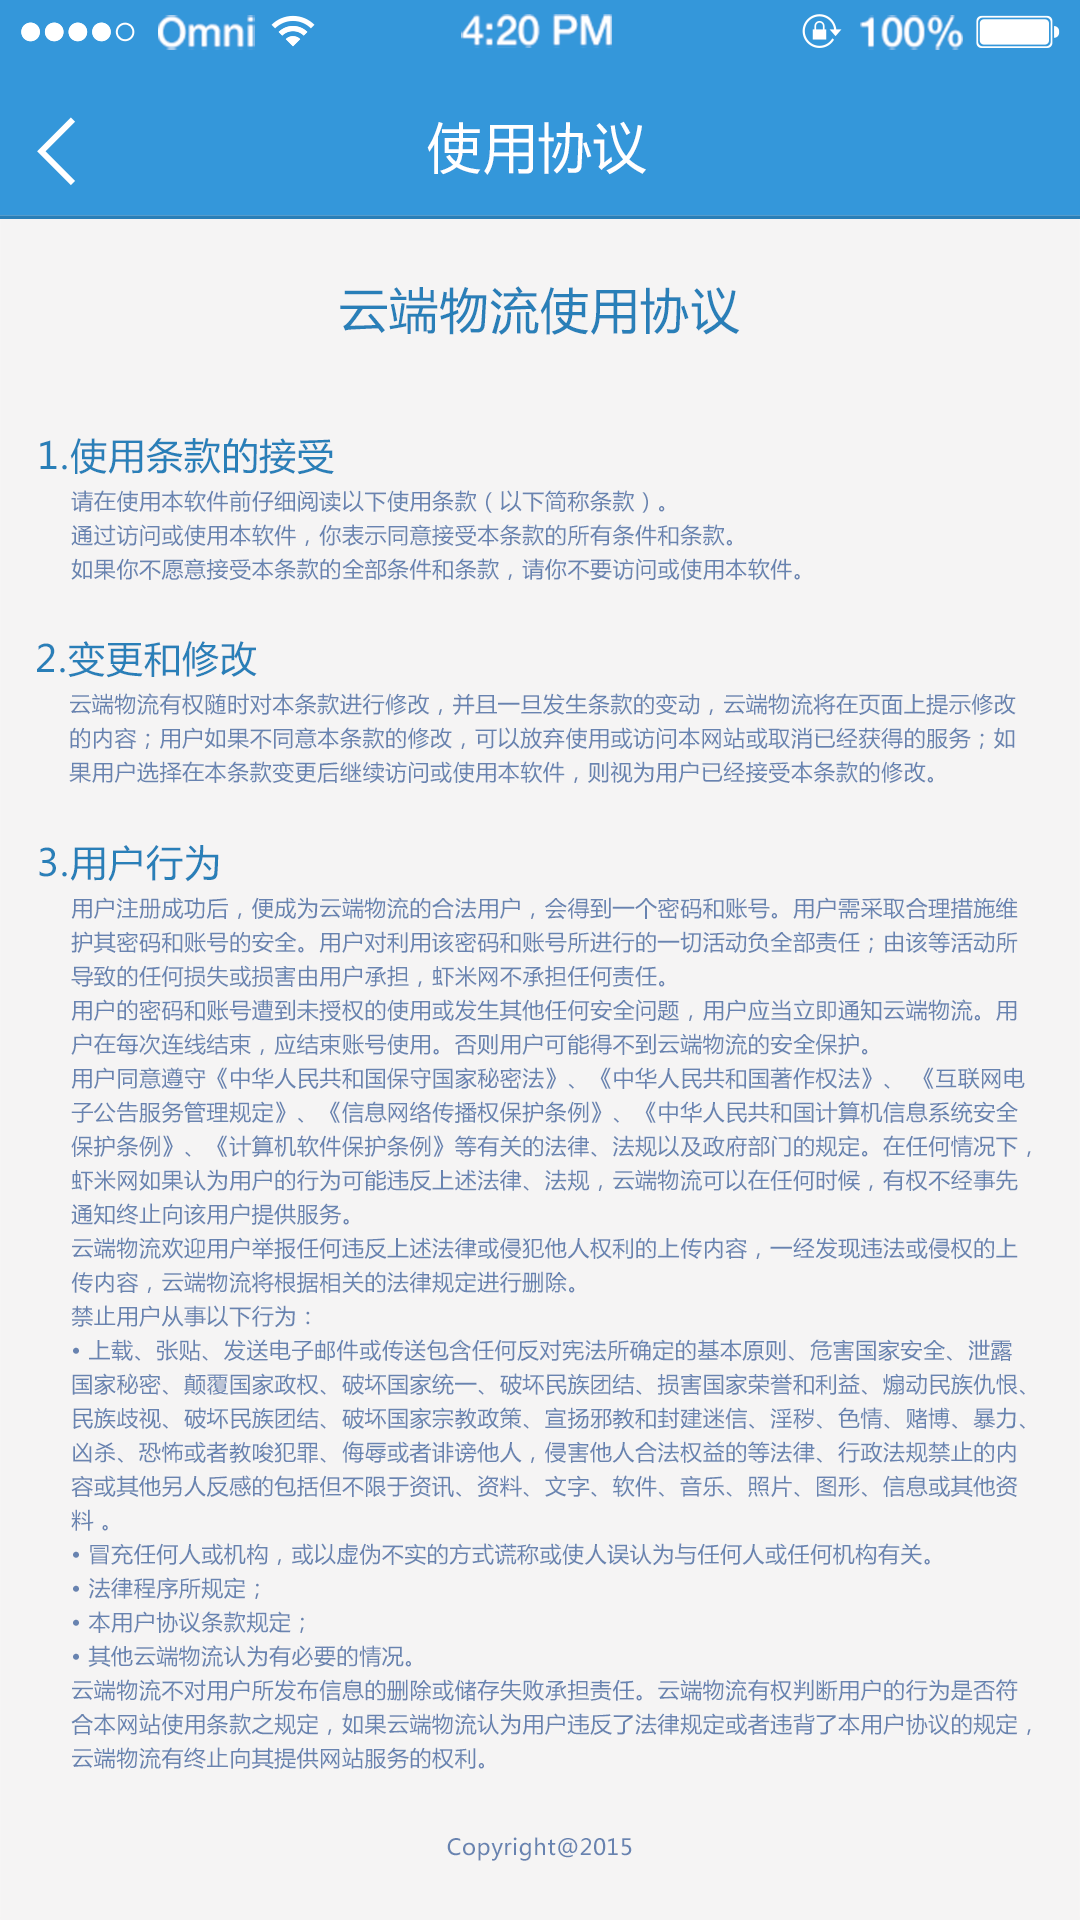 Omni 4:20 PM 100%
使用协议
云端物流使用协议
1.使用条款的接受
请在使用本软件前仔细阅读以下使用条款（以下简称条款）。
通过访问或使用本软件，你表示同意接受本条款的所有条件和条款。
如果你不愿意接受本条款的全部条件和条款，请你不要访问或使用本软件。
2.变更和修改
云端物流有权随时对本条款进行修改，并且一旦发生条款的变动，云端物流将在页面上提示修改
的内容；用户如果不同意本条款的修改，可以放弃使用或访问本网站或取消已经获得的服务；如
果用户选择在本条款变更后继续访问或使用本软件，则视为用户已经接受本条款的修改。
3.用户行为
用户注册成功后，便成为云端物流的合法用户，会得到一个密码和账号。用户需采取合理措施维
护其密码和账号的安全。用户对利用该密码和账号所进行的一切活动负全部责任；由该等活动所
导致的任何损失或损害由用户承担，虾米网不承担任何责任。
用户的密码和账号遭到未授权的使用或发生其他任何安全问题，用户应当立即通知云端物流。用
户在每次连线结束，应结束账号使用。否则用户可能得不到云端物流的安全保护。
用户同意遵守《中华人民共和国保守国家秘密法》、《中华人民共和国著作权法》、 《互联网电
子公告服务管理规定》、《信息网络传播权保护条例》、《中华人民共和国计算机信息系统安全
保护条例》、《计算机软件保护条例》等有关的法律、法规以及政府部门的规定。在任何情况下，
虾米网如果认为用户的行为可能违反上述法律、法规，云端物流可以在任何时候，有权不经事先
通知终止向该用户提供服务。
云端物流欢迎用户举报任何违反上述法律或侵犯他人权利的上传内容，一经发现违法或侵权的上
传内容，云端物流将根据相关的法律规定进行删除。
禁止用户从事以下行为：
• 上载、张贴、发送电子邮件或传送包含任何反对宪法所确定的基本原则、危害国家安全、泄露
国家秘密、颠覆国家政权、破坏国家统一、破坏民族团结、损害国家荣誉和利益、煽动民族仇恨、
民族歧视、破坏民族团结、破坏国家宗教政策、宣扬邪教和封建迷信、淫秽、色情、赌博、暴力、
凶杀、恐怖或者教唆犯罪、侮辱或者诽谤他人，侵害他人合法权益的等法律、行政法规禁止的内
容或其他另人反感的包括但不限于资讯、资料、文字、软件、音乐、照片、图形、信息或其他资
料 。
• 冒充任何人或机构，或以虚伪不实的方式谎称或使人误认为与任何人或任何机构有关。
• 法律程序所规定；
• 本用户协议条款规定；
• 其他云端物流认为有必要的情况。
云端物流不对用户所发布信息的删除或储存失败承担责任。云端物流有权判断用户的行为是否符
合本网站使用条款之规定，如果云端物流认为用户违反了法律规定或者违背了本用户协议的规定，
云端物流有终止向其提供网站服务的权利。
Copyright@2015